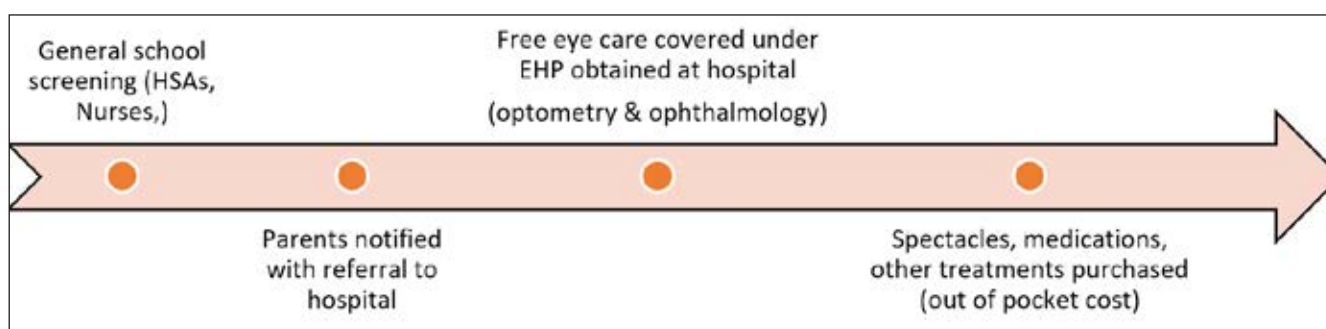 General school
screening (HSAs,
Nurses,)
Parents notified
with referral to
hospital
Free eye care covered under
EHP obtained at hospital
(optometry & ophthalmology)
Spectacles, medications,
other treatments purchased
(out of pocket cost)